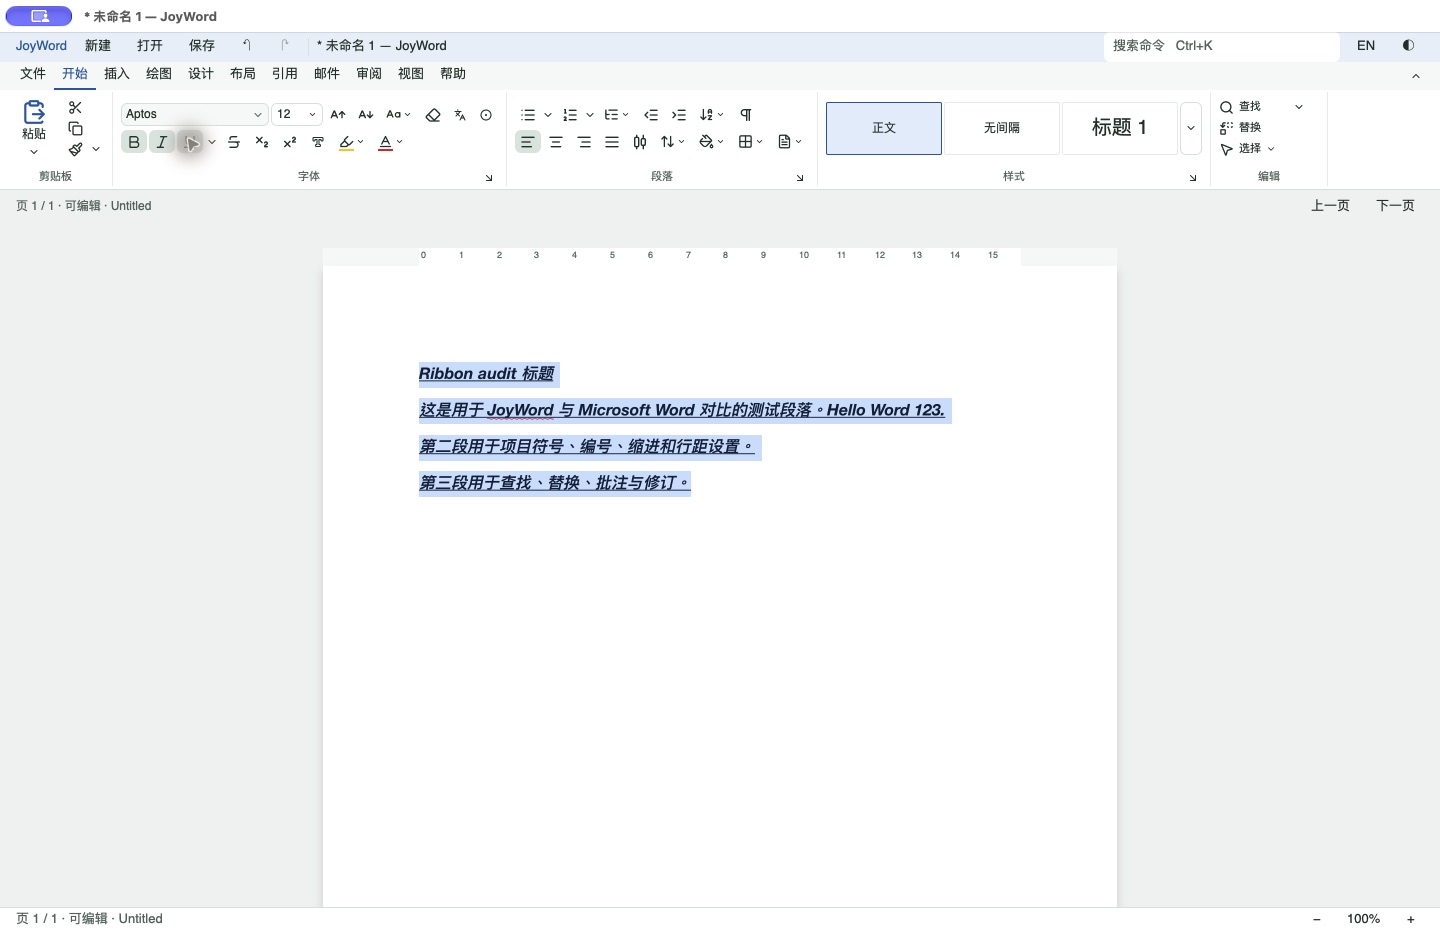 * 未命名 1 — JoyWord
JoyWord 新建 打开 保存 * 未命名 1 — JoyWord 搜索命令 Ctrl+K EN
文件 开始 插入 绘图 设计 布局 引用 邮件 审阅 视图 帮助
粘贴
剪贴板
Aptos 12
B I
字体
段落
正文 无间隔 标题 1
样式
查找
替换
选择
编辑
页 1 / 1 · 可编辑 · Untitled 上一页 下一页
0 1 2 3 4 5 6 7 8 9 10 11 12 13 14 15
Ribbon audit 标题
这是用于 JoyWord 与 Microsoft Word 对比的测试段落。Hello Word 123.
第二段用于项目符号、编号、缩进和行距设置。
第三段用于查找、替换、批注与修订。
页 1 / 1 · 可编辑 · Untitled − 100% +